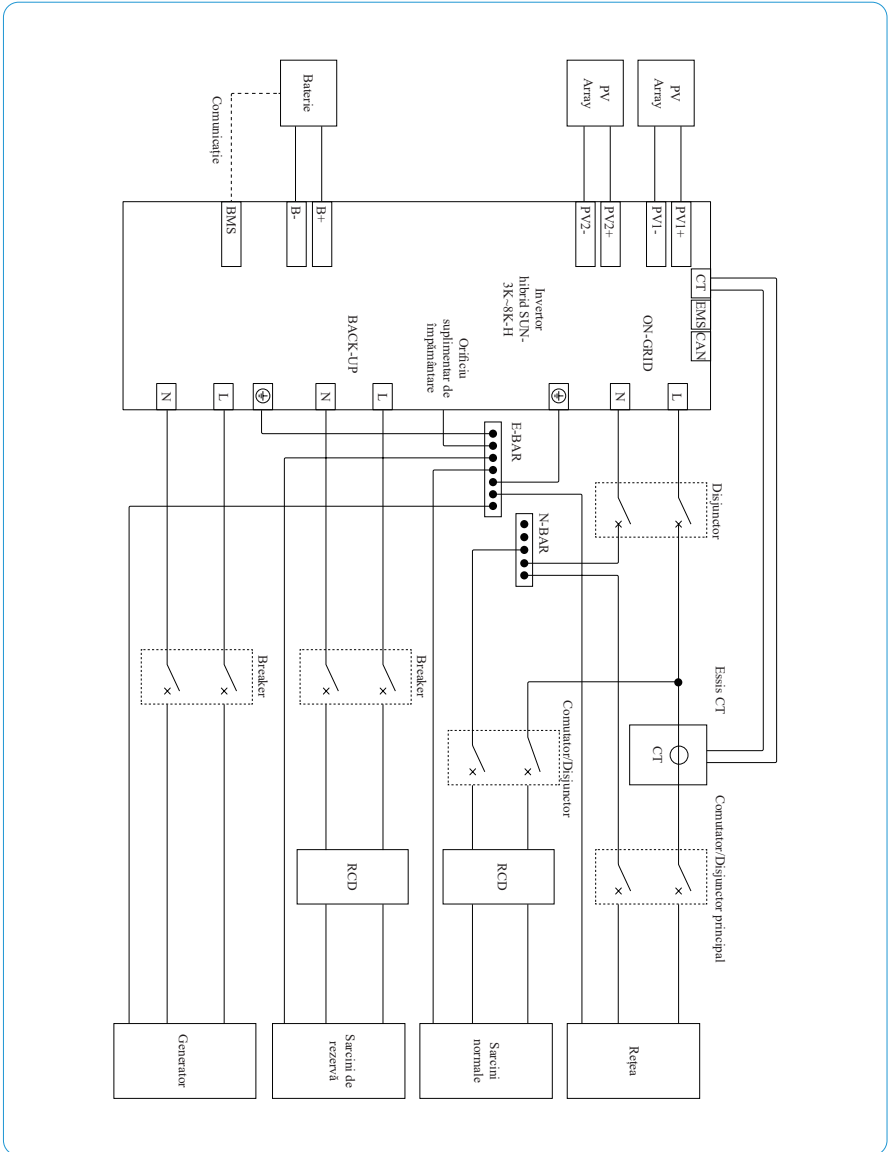 Baterie
PV
Array
PV
Array
Comunicație
BMS
B-
B+
PV2-
PV2+
PV1-
PV1+
CT
EMS
CAN
Invertor
hibrid SUN-
3K~8K-H
BACK-UP
Orificiu
suplimentar de
împământare
ON-GRID
N
L
N
L
N
L
E-BAR
N-BAR
Disjunctor
Breaker
Breaker
Comutator/Disjunctor
Essis CT
CT
Comutator/Disjunctor principal
RCD
RCD
Generator
Sarcini de
rezervă
Sarcini
normale
Rețea